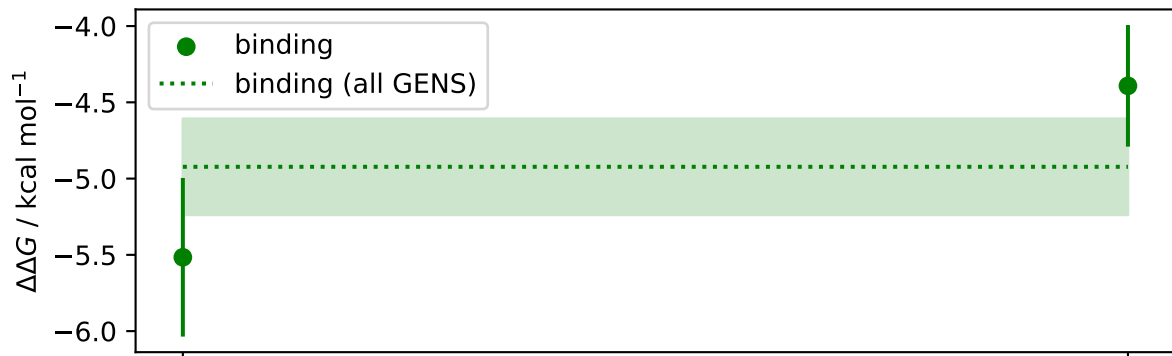 −4.0
−4.5
−5.0
−5.5
−6.0
ΔΔG / kcal mol⁻¹
binding
binding (all GENS)